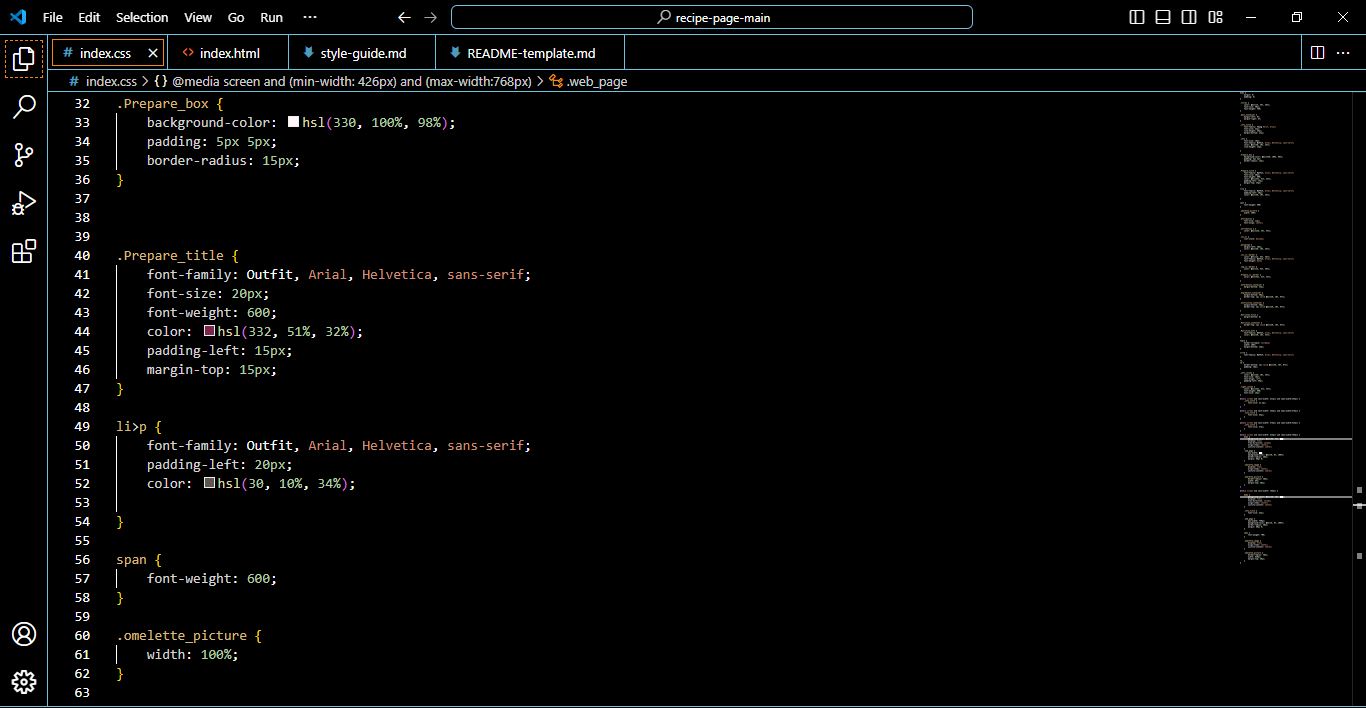 File Edit Selection View Go Run ··· recipe-page-main
# index.css <> index.html style-guide.md README-template.md
# index.css > {} @media screen and (min-width: 426px) and (max-width:768px) > .web_page
32 .Prepare_box {
33 background-color: hsl(330, 100%, 98%);
34 padding: 5px 5px;
35 border-radius: 15px;
36 }
37
38
39
40 .Prepare_title {
41 font-family: Outfit, Arial, Helvetica, sans-serif;
42 font-size: 20px;
43 font-weight: 600;
44 color: hsl(332, 51%, 32%);
45 padding-left: 15px;
46 margin-top: 15px;
47 }
48
49 li>p {
50 font-family: Outfit, Arial, Helvetica, sans-serif;
51 padding-left: 20px;
52 color: hsl(30, 10%, 34%);
53
54 }
55
56 span {
57 font-weight: 600;
58 }
59
60 .omelette_picture {
61 width: 100%;
62 }
63